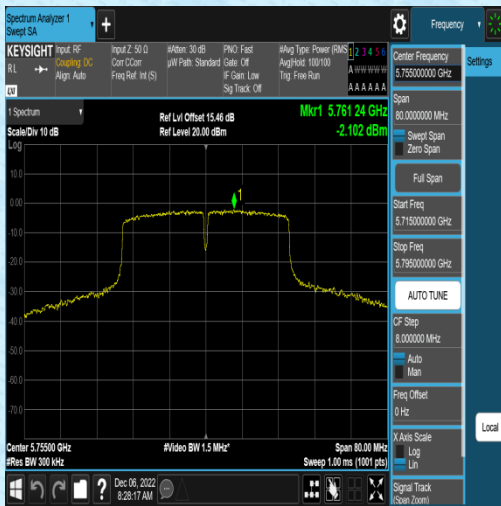 Spectrum Analyzer 1
Swept SA
+
Frequency
KEYSIGHT
Input: RF
Coupling: DC
Align: Auto
Input Z: 50 Ω
Corr CCorr
Freq Ref: Int (S)
#Atten: 30 dB
µW Path: Standard
PNO: Fast
Gate: Off
IF Gain: Low
Sig Track: Off
#Avg Type: Power (RMS
Avg|Hold: 100/100
Trig: Free Run
1 2 3 4 5 6
A W W W W W
A A A A A A
R L
LXI
1 Spectrum
Scale/Div 10 dB
Log
Ref Lvl Offset 15.46 dB
Ref Level 20.00 dBm
Mkr1 5.761 24 GHz
-2.102 dBm
1
10.0
0.00
-10.0
-20.0
-30.0
-40.0
-50.0
-60.0
-70.0
Center 5.75500 GHz
#Res BW 300 kHz
#Video BW 1.5 MHz*
Span 80.00 MHz
Sweep 1.00 ms (1001 pts)
?
Dec 06, 2022
8:28:17 AM
Center Frequency
5.755000000 GHz
Span
80.0000000 MHz
Swept Span
Zero Span
Full Span
Start Freq
5.715000000 GHz
Stop Freq
5.795000000 GHz
AUTO TUNE
CF Step
8.000000 MHz
Auto
Man
Freq Offset
0 Hz
X Axis Scale
Log
Lin
Signal Track
(Span Zoom)
Settings
Local